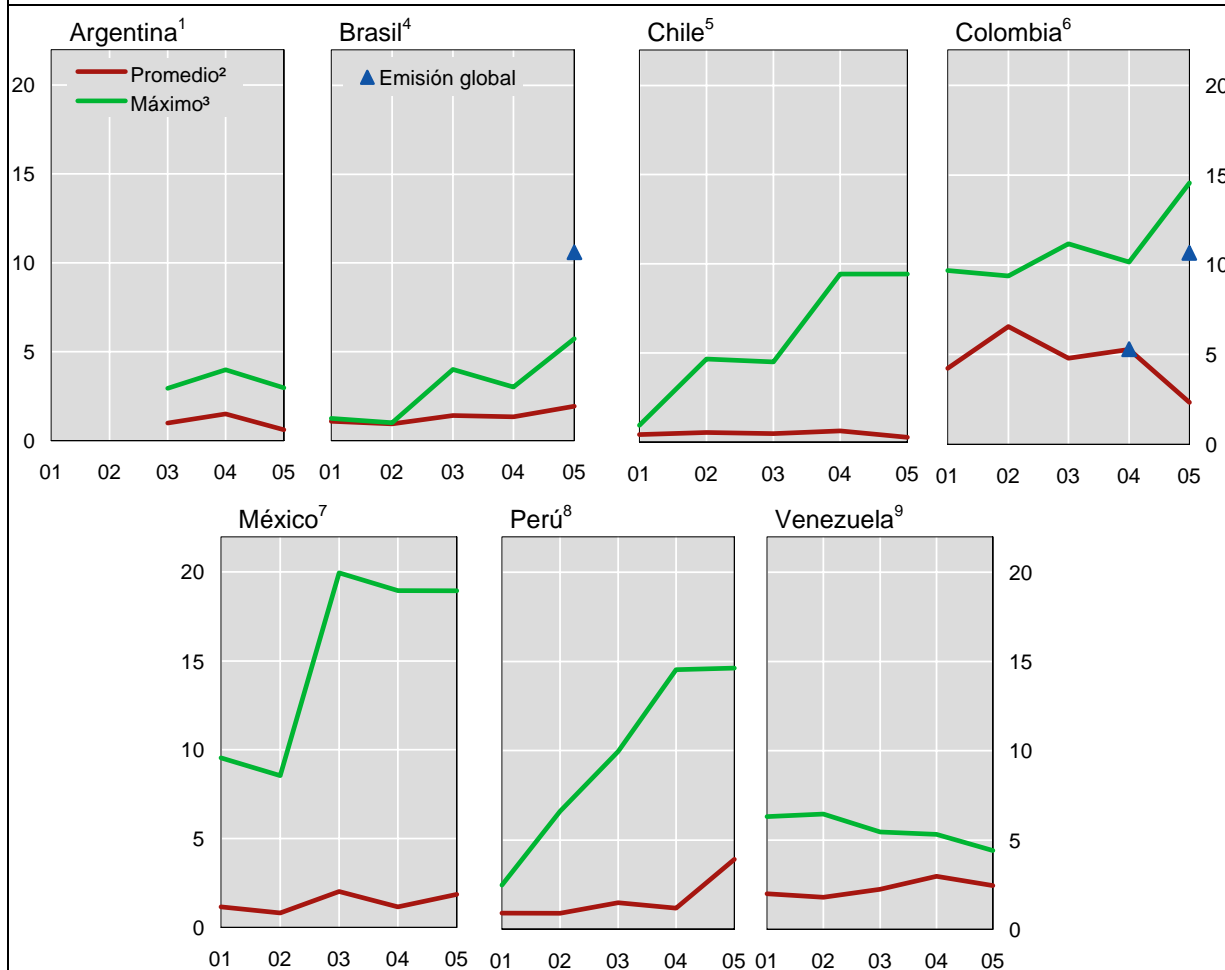 Argentina¹ Brasil⁴ Chile⁵ Colombia⁶
Promedio²
Máximo³
Emisión global
20 20
15 15
10 10
5 5
0 0
01 02 03 04 05 01 02 03 04 05 01 02 03 04 05 01 02 03 04 05
México⁷ Perú⁸ Venezuela⁹
20 20
15 15
10 10
5 5
0 0
01 02 03 04 05 01 02 03 04 05 01 02 03 04 05